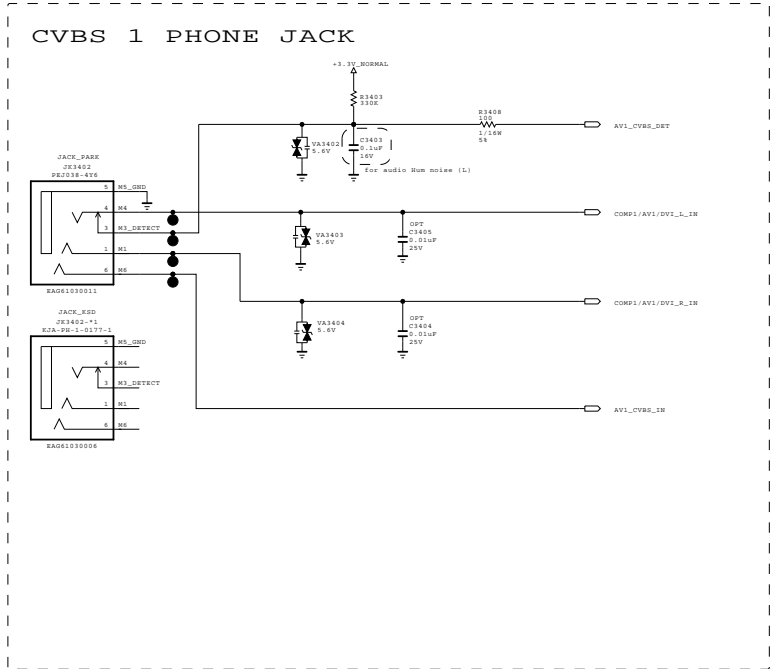 CVBS 1 PHONE JACK
+3.3V_NORMAL
R3403
330K
R3408
100
1/16W
5%
AV1_CVBS_DET
VA3402
5.6V
C3403
0.1uF
16V
for audio Hum noise (L)
JACK_PARK
JK3402
PEJ038-4Y6
5 M5_GND
4 M4
3 M3_DETECT
1 M1
6 M6
EAG61030011
COMP1/AV1/DVI_L_IN
VA3403
5.6V
OPT
C3405
0.01uF
25V
COMP1/AV1/DVI_R_IN
VA3404
5.6V
OPT
C3404
0.01uF
25V
JACK_KSD
JK3402-*1
KJA-PH-1-0177-1
5 M5_GND
4 M4
3 M3_DETECT
1 M1
6 M6
EAG61030006
AV1_CVBS_IN